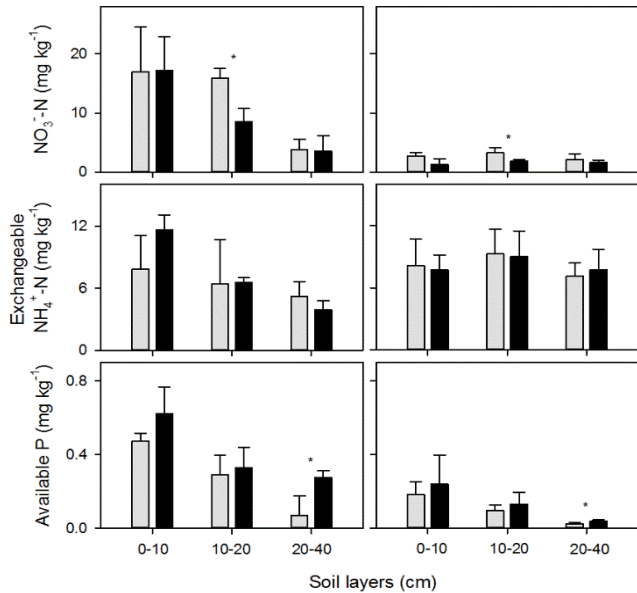 NO₃⁻-N (mg kg⁻¹)
20
10
0
*
*
Exchangeable
NH₄⁺-N (mg kg⁻¹)
12
6
0
Available P (mg kg⁻¹)
0.8
0.4
0.0
*
*
0-10 10-20 20-40 0-10 10-20 20-40
Soil layers (cm)